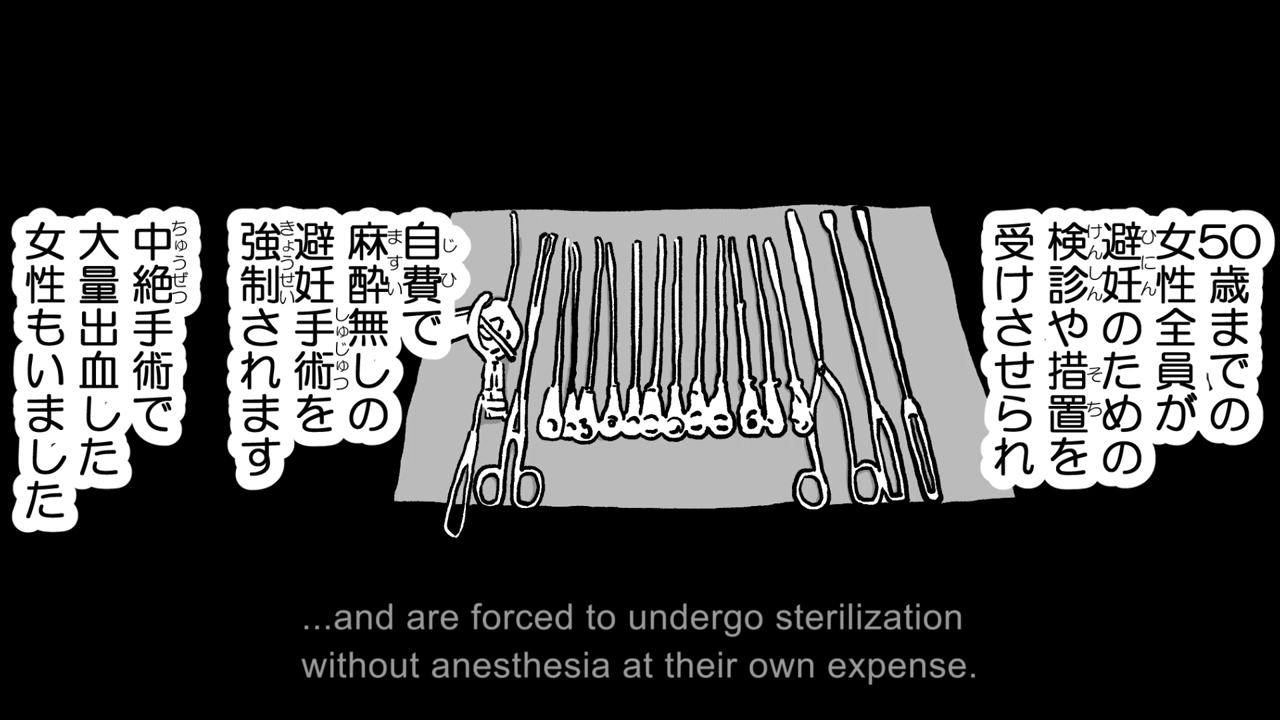 50歳までの
女性全員が
避妊のための
検診や措置を
受けさせられ
自費で
麻酔無しの
避妊手術を
強制されます
中絶手術で
大量出血した
女性もいました
...and are forced to undergo sterilization
without anesthesia at their own expense.